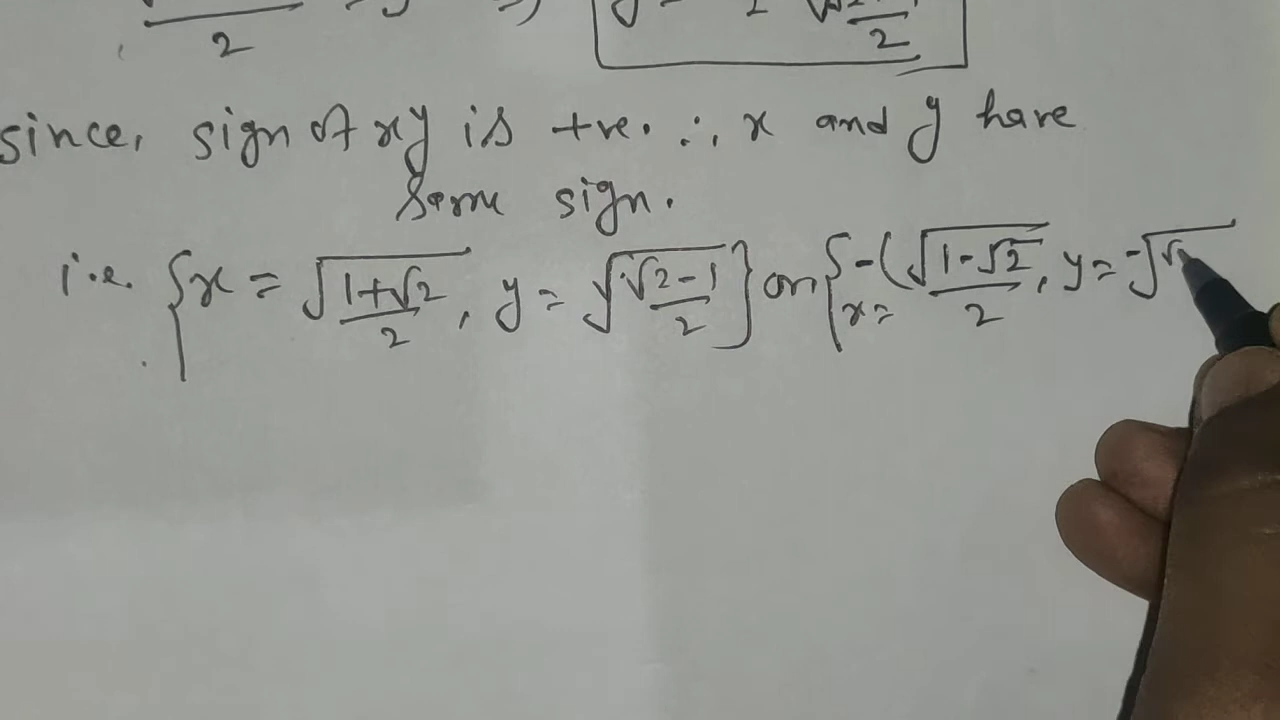 2 y = 2
since, sign of xy is +ve. ∴ x and y have
same sign.
i.e. {x = √(1+√2)/2, y = √(√2-1)/2} or {x = -(√(1-√2)/2, y = -√√